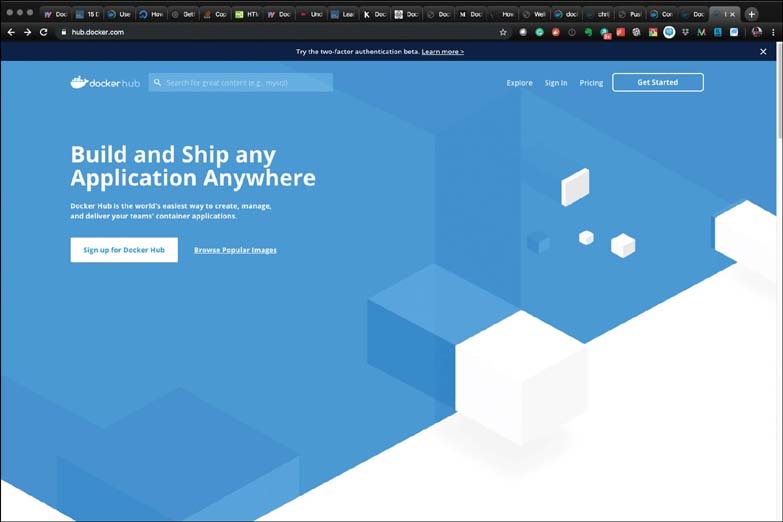 Doc
15 D
Use
How
Gett
Cop
HTM
Doc
Und
Lea
Doc
Doc
Doc
Doc
How
Wel
doc
chri
Pus
Con
Doc
hub.docker.com
Try the two-factor authentication beta. Learn more >
docker hub
Search for great content (e.g., mysql)
Explore Sign In Pricing Get Started
Build and Ship any
Application Anywhere
Docker Hub is the world's easiest way to create, manage,
and deliver your teams' container applications.
Sign up for Docker Hub Browse Popular Images